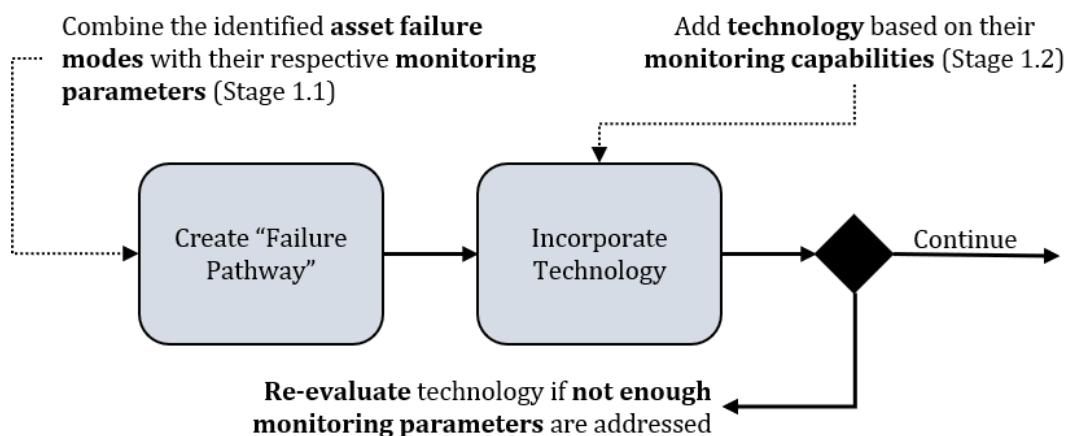 Combine the identified asset failure
modes with their respective monitoring
parameters (Stage 1.1)
Add technology based on their
monitoring capabilities (Stage 1.2)
Create “Failure
Pathway”
Incorporate
Technology
Continue
Re-evaluate technology if not enough
monitoring parameters are addressed